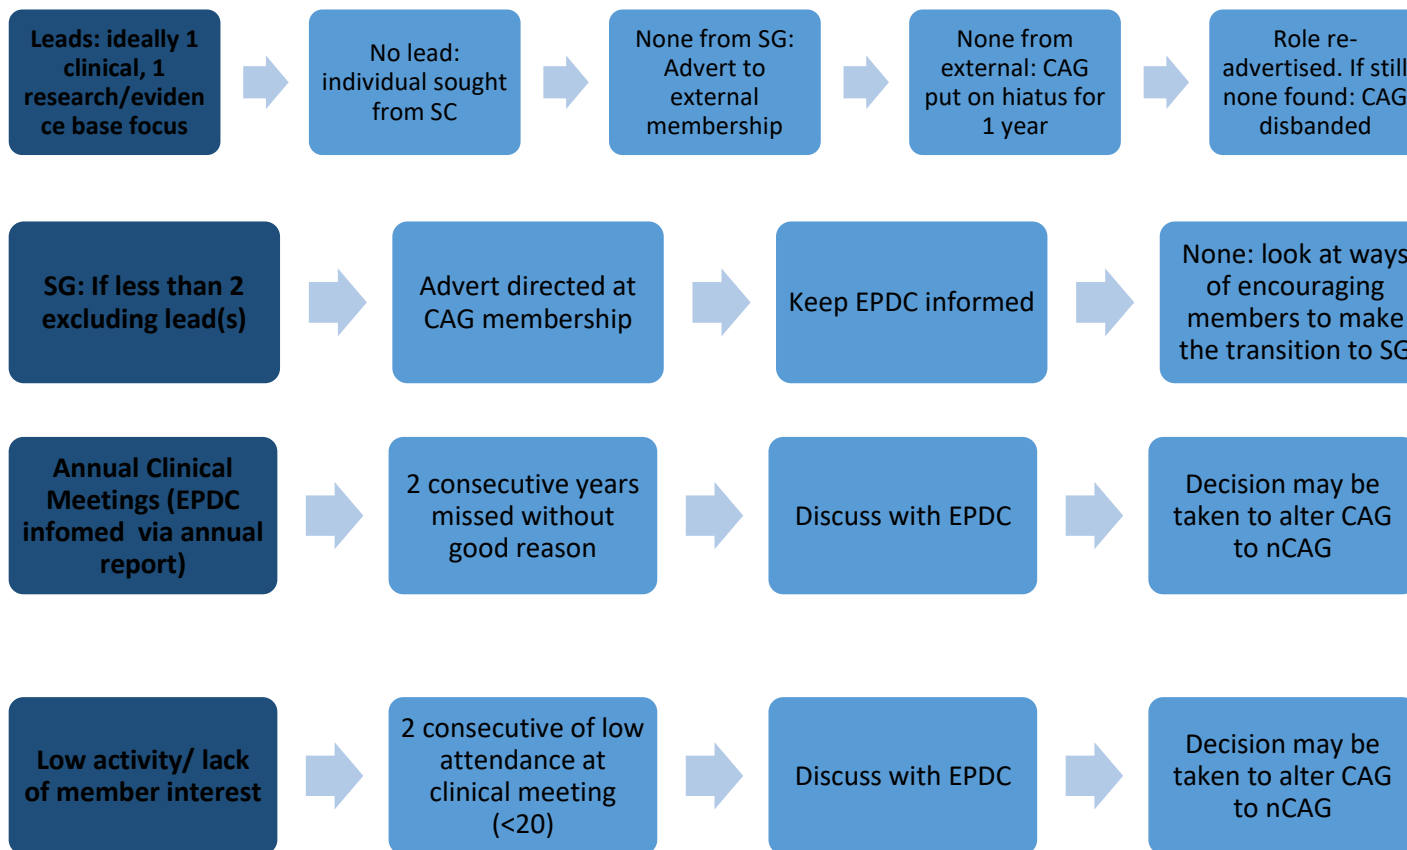 Leads: ideally 1
clinical, 1
research/eviden
ce base focus
No lead:
individual sought
from SC
None from SG:
Advert to
external
membership
None from
external: CAG
put on hiatus for
1 year
Role re-
advertised. If still
none found: CAG
disbanded
SG: If less than 2
excluding lead(s)
Advert directed at
CAG membership
Keep EPDC informed
None: look at ways
of encouraging
members to make
the transition to SG
Annual Clinical
Meetings (EPDC
infomed via annual
report)
2 consecutive years
missed without
good reason
Discuss with EPDC
Decision may be
taken to alter CAG
to nCAG
Low activity/ lack
of member interest
2 consecutive of low
attendance at
clinical meeting
(<20)
Discuss with EPDC
Decision may be
taken to alter CAG
to nCAG